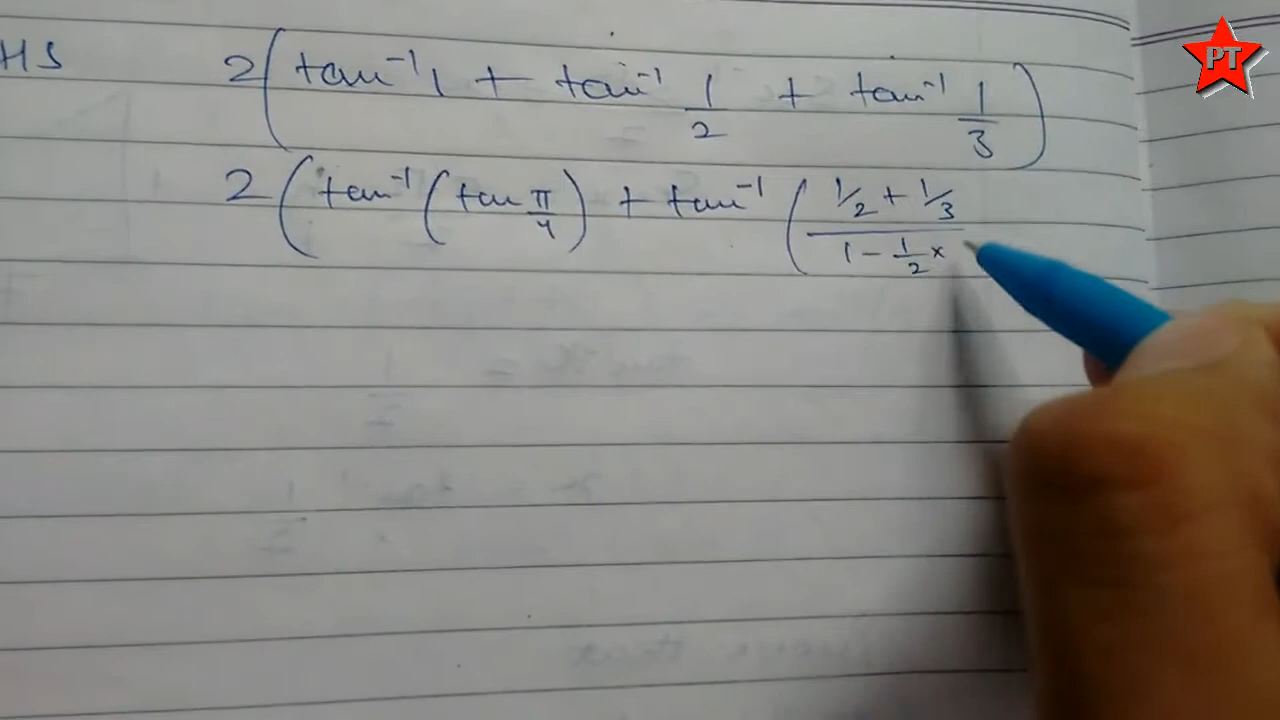 HS 2(tan⁻¹1 + tan⁻¹ 1/2 + tan⁻¹ 1/3)
2(tan⁻¹(tan π/4) + tan⁻¹((1/2 + 1/3)/(1 - 1/2 ×
PT